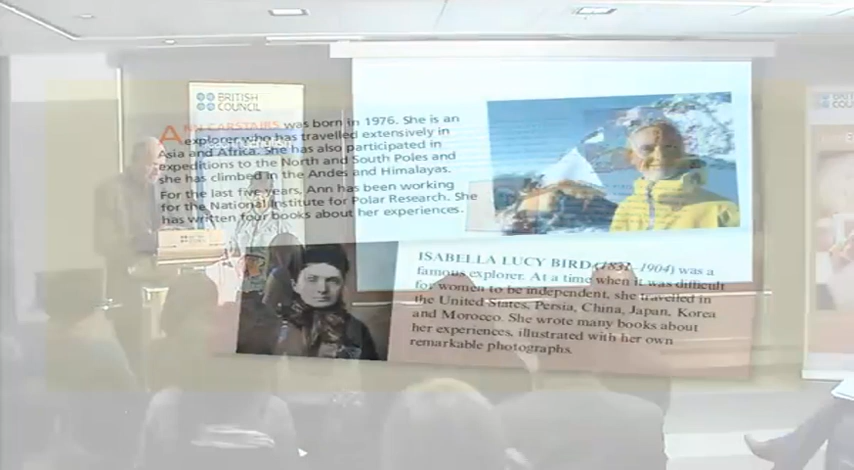 BRITISH
COUNCIL
ANN CARSTAIRS was born in 1976. She is an
explorer who has travelled extensively in
Asia and Africa. She has also participated in
expeditions to the North and South Poles and
she has climbed in the Andes and Himalayas.
For the last five years, Ann has been working
for the National Institute for Polar Research. She
has written four books about her experiences.
ISABELLA LUCY BIRD (1831–1904) was a
famous explorer. At a time when it was difficult
for women to be independent, she travelled in
the United States, Persia, China, Japan, Korea
and Morocco. She wrote many books about
her experiences, illustrated with her own
remarkable photographs.